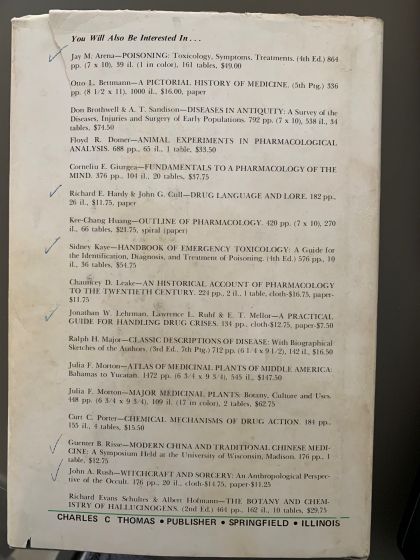 You Will Also Be Interested In . . .
Jay M. Arena—POISONING: Toxicology, Symptoms, Treatments. (4th Ed.) 864
pp. (7 x 10), 39 il. (1 in color), 161 tables, $49.00
Otto L. Bettmann—A PICTORIAL HISTORY OF MEDICINE. (5th Ptg.) 336
pp. (8 1/2 x 11), 1000 il., $16.00, paper
Don Brothwell & A. T. Sandison—DISEASES IN ANTIQUITY: A Survey of the
Diseases, Injuries and Surgery of Early Populations. 792 pp. (7 x 10), 538 il., 34
tables, $74.50
Floyd R. Domer—ANIMAL EXPERIMENTS IN PHARMACOLOGICAL
ANALYSIS. 688 pp., 65 il., 1 table, $33.50
Corneliu E. Giurgea—FUNDAMENTALS TO A PHARMACOLOGY OF THE
MIND. 376 pp., 104 il., 20 tables, $37.75
Richard E. Hardy & John G. Cull—DRUG LANGUAGE AND LORE. 182 pp.,
26 il., $11.75, paper
Kee-Chang Huang—OUTLINE OF PHARMACOLOGY. 420 pp. (7 x 10), 270
il., 66 tables, $21.75, spiral (paper)
Sidney Kaye—HANDBOOK OF EMERGENCY TOXICOLOGY: A Guide for
the Identification, Diagnosis, and Treatment of Poisoning. (4th Ed.) 576 pp., 10
il., 36 tables, $54.75
Chauncey D. Leake—AN HISTORICAL ACCOUNT OF PHARMACOLOGY
TO THE TWENTIETH CENTURY. 224 pp., 2 il., 1 table, cloth-$16.75, paper-
$11.75
Jonathan W. Lehrman, Lawrence L. Ruhl & E. T. Mellor—A PRACTICAL
GUIDE FOR HANDLING DRUG CRISES. 134 pp., cloth-$12.75, paper-$7.50
Ralph H. Major—CLASSIC DESCRIPTIONS OF DISEASE: With Biographical
Sketches of the Authors. (3rd Ed., 7th Ptg.) 712 pp. (6 1/4 x 9 1/2), 142 il., $16.50
Julia F. Morton—ATLAS OF MEDICINAL PLANTS OF MIDDLE AMERICA:
Bahamas to Yucatan. 1472 pp. (6 3/4 x 9 3/4), 545 il., $147.50
Julia F. Morton—MAJOR MEDICINAL PLANTS: Botany, Culture and Uses.
448 pp. (6 3/4 x 9 3/4), 109 il. (17 in color), 2 tables, $62.75
Curt C. Porter—CHEMICAL MECHANISMS OF DRUG ACTION. 184 pp.,
155 il., 4 tables, $15.50
Guenter B. Risse—MODERN CHINA AND TRADITIONAL CHINESE MEDI-
CINE: A Symposium Held at the University of Wisconsin, Madison. 176 pp., 1
table, $12.75
John A. Rush—WITCHCRAFT AND SORCERY: An Anthropological Perspec-
tive of the Occult. 176 pp., 20 il., cloth-$14.75, paper-$11.25
Richard Evans Schultes & Albert Hofmann—THE BOTANY AND CHEM-
ISTRY OF HALLUCINOGENS. (2nd Ed.) 464 pp., 162 il., 10 tables, $29.75
CHARLES C THOMAS • PUBLISHER • SPRINGFIELD • ILLINOIS